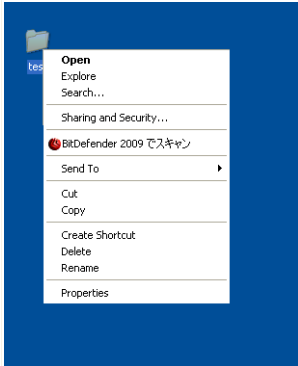 tes
Open
Explore
Search...
Sharing and Security...
BitDefender 2009 でスキャン
Send To
Cut
Copy
Create Shortcut
Delete
Rename
Properties